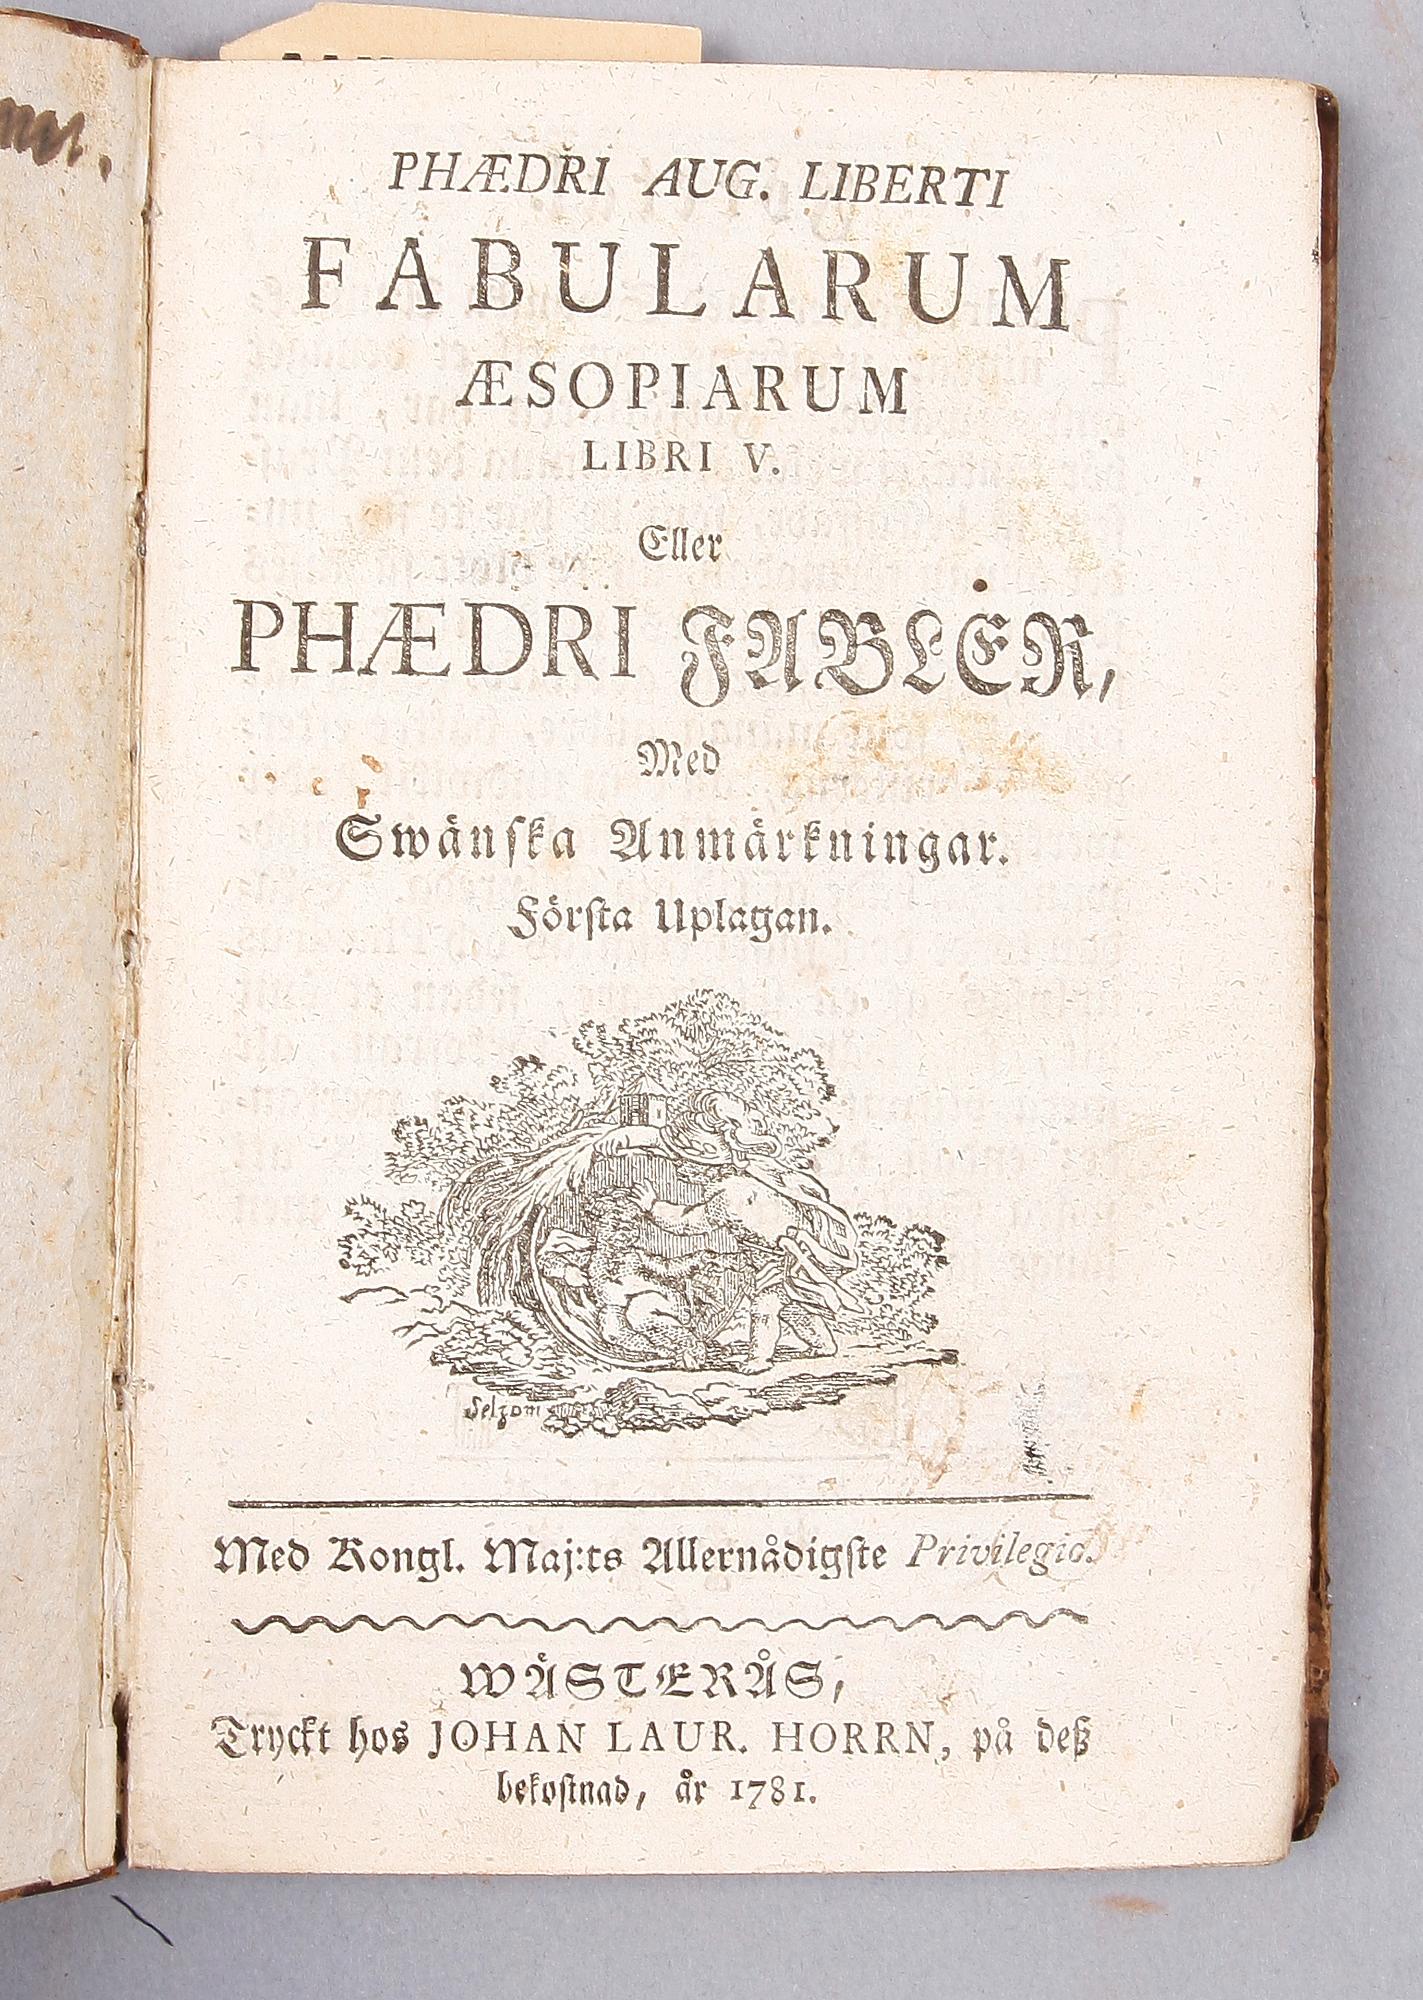 PHÆDRI AUG. LIBERTI
FABULARUM
ÆSOPIARUM
LIBRI V.
Eller
PHÆDRI FABLER,
Med
Swänska Anmärkningar.
Första Uplagan.
Med Kongl. Maj:ts Allernådigste Privilegio.
WÄSTERÅS,
Tryckt hos JOHAN LAUR. HORRN, på deß
bekostnad, år 1781.